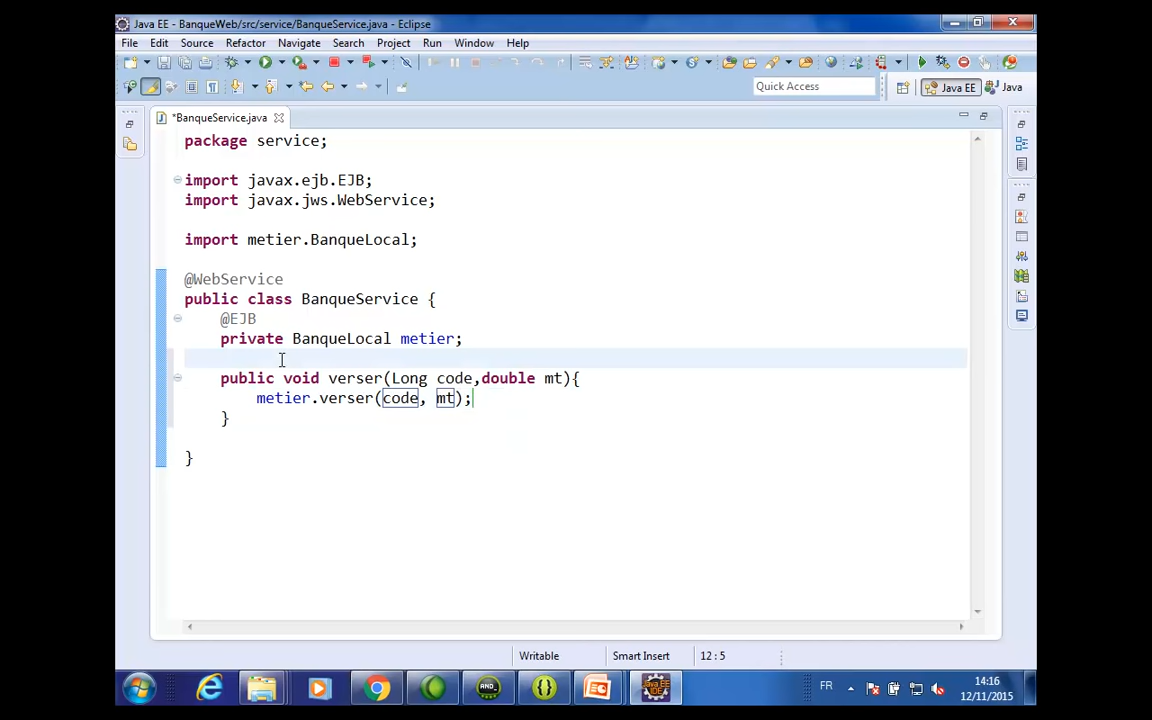 Java EE - BanqueWeb/src/service/BanqueService.java - Eclipse
File Edit Source Refactor Navigate Search Project Run Window Help
Quick Access
Java EE
Java
*BanqueService.java
package service;
import javax.ejb.EJB;
import javax.jws.WebService;
import metier.BanqueLocal;
@WebService
public class BanqueService {
@EJB
private BanqueLocal metier;
public void verser(Long code,double mt){
metier.verser(code, mt);
}
}
Writable
Smart Insert
12 : 5
FR
14:16
12/11/2015